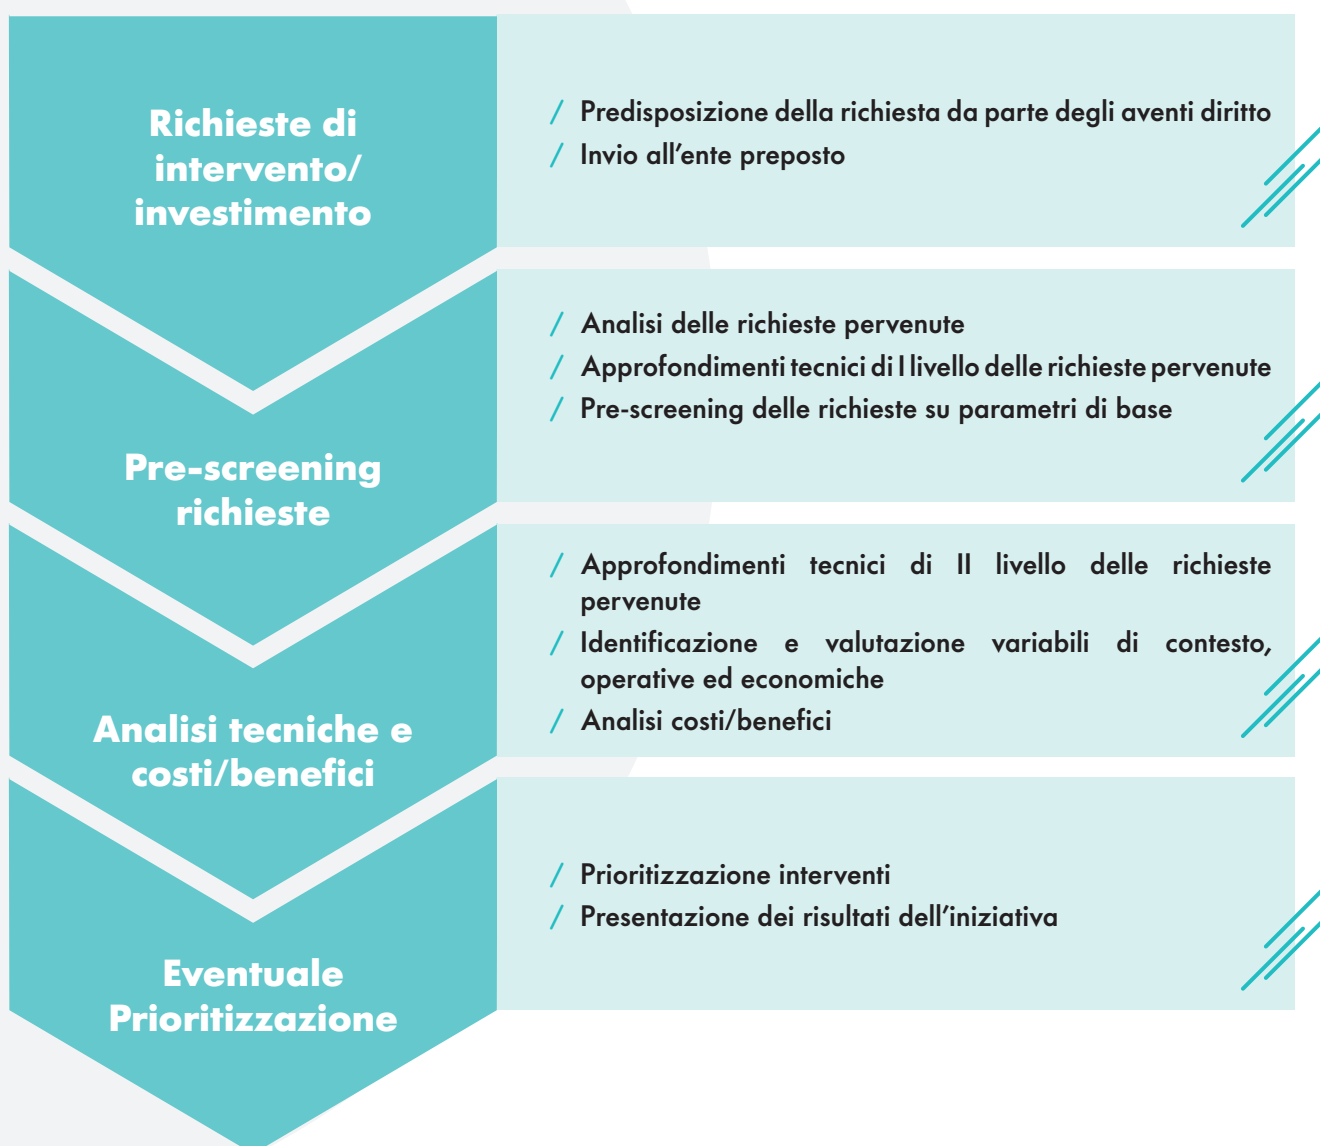 Richieste di
intervento/
investimento
/ Predisposizione della richiesta da parte degli aventi diritto
/ Invio all’ente preposto
Pre-screening
richieste
/ Analisi delle richieste pervenute
/ Approfondimenti tecnici di I livello delle richieste pervenute
/ Pre-screening delle richieste su parametri di base
Analisi tecniche e
costi/benefici
/ Approfondimenti tecnici di II livello delle richieste
pervenute
/ Identificazione e valutazione variabili di contesto,
operative ed economiche
/ Analisi costi/benefici
Eventuale
Prioritizzazione
/ Prioritizzazione interventi
/ Presentazione dei risultati dell’iniziativa